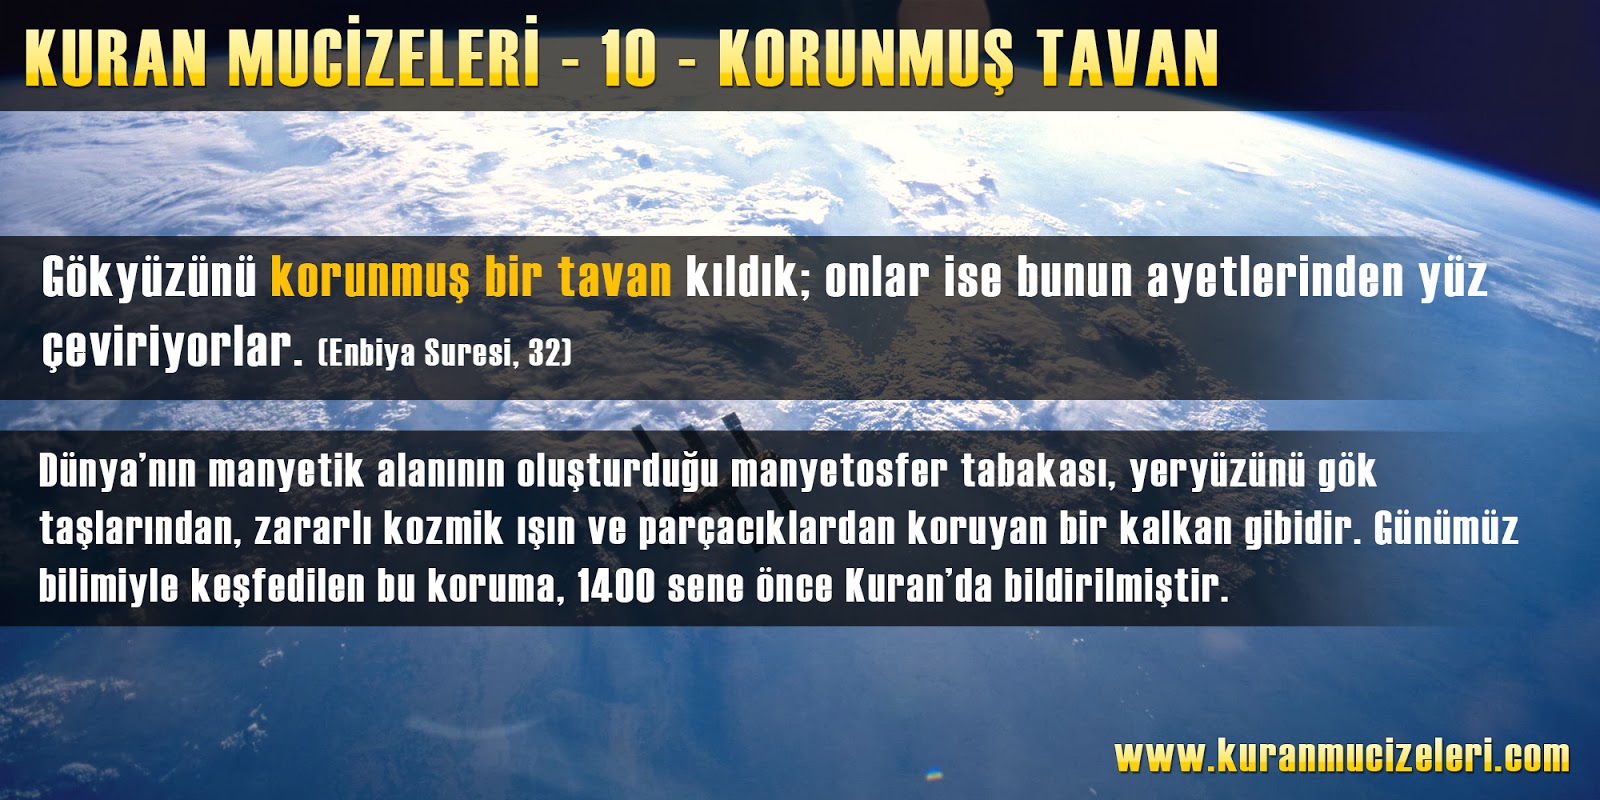 KURAN MUCİZELERİ - 10 - KORUNMUŞ TAVAN
Gökyüzünü korunmuş bir tavan kıldık; onlar ise bunun ayetlerinden yüz
çeviriyorlar. (Enbiya Suresi, 32)
Dünya'nın manyetik alanının oluşturduğu manyetosfer tabakası, yeryüzünü gök
taşlarından, zararlı kozmik ışın ve parçacıklardan koruyan bir kalkan gibidir. Günümüz
bilimiyle keşfedilen bu koruma, 1400 sene önce Kuran'da bildirilmiştir.
www.kuranmucizeleri.com